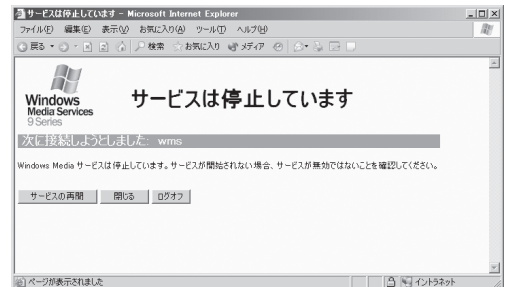 サービスは停止しています - Microsoft Internet Explorer
ファイル(F) 編集(E) 表示(V) お気に入り(A) ツール(T) ヘルプ(H)
戻る 検索 お気に入り メディア
Windows
Media Services
9 Series
サービスは停止しています
次に接続しようとしました: wms
Windows Media サービスは停止しています。サービスが開始されない場合、サービスが無効ではないことを確認してください。
サービスの再開 閉じる ログオフ
ページが表示されました イントラネット